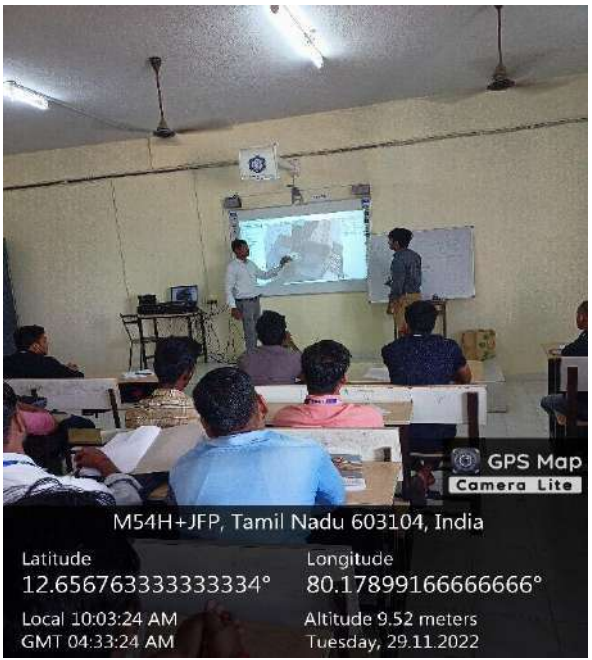 GPS Map
Camera Lite
M54H+JFP, Tamil Nadu 603104, India
Latitude
12.656763333333334°
Longitude
80.17899166666666°
Local 10:03:24 AM
GMT 04:33:24 AM
Altitude 9.52 meters
Tuesday, 29.11.2022